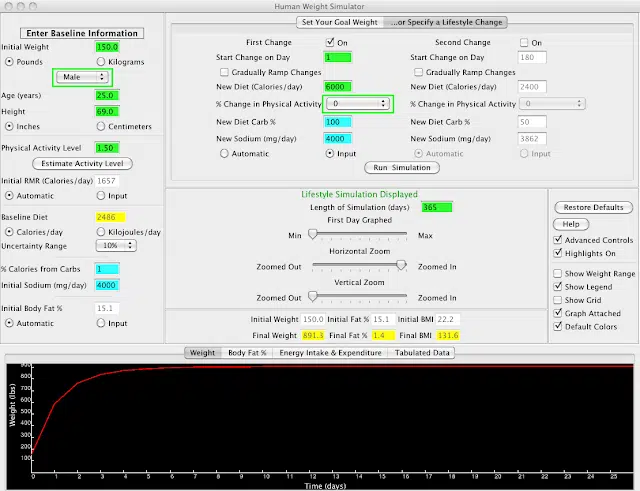 Human Weight Simulator
Enter Baseline Information
Initial Weight 150.0
Pounds Kilograms
Male
Age (years) 25.0
Height 69.0
Inches Centimeters
Physical Activity Level 1.50
Estimate Activity Level
Initial RMR (Calories/day) 1657
Automatic Input
Baseline Diet 2486
Calories/day Kilojoules/day
Uncertainty Range 10%
% Calories from Carbs 1
Initial Sodium (mg/day) 4000
Initial Body Fat % 15.1
Automatic Input
Set Your Goal Weight ...or Specify a Lifestyle Change
First Change On Second Change On
Start Change on Day 1 Start Change on Day 180
Gradually Ramp Changes Gradually Ramp Changes
New Diet (Calories/day) 6000 New Diet (Calories/day) 2400
% Change in Physical Activity 0 % Change in Physical Activity 0
New Diet Carb % 100 New Diet Carb % 50
New Sodium (mg/day) 4000 New Sodium (mg/day) 3862
Automatic Input Automatic Input
Run Simulation
Lifestyle Simulation Displayed
Length of Simulation (days) 365
First Day Graphed
Min Max
Horizontal Zoom
Zoomed Out Zoomed In
Vertical Zoom
Zoomed Out Zoomed In
Initial Weight 150.0 Initial Fat % 15.1 Initial BMI 22.2
Final Weight 891.3 Final Fat % 1.4 Final BMI 131.6
Restore Defaults
Help
Advanced Controls
Highlights On
Show Weight Range
Show Legend
Show Grid
Graph Attached
Default Colors
Weight Body Fat % Energy Intake & Expenditure Tabulated Data
Weight (lbs)
900
800
700
600
500
400
300
200
100
0 1 2 3 4 5 6 7 8 9 10 11 12 13 14 15 16 17 18 19 20 21 22 23 24 25
Time (days)